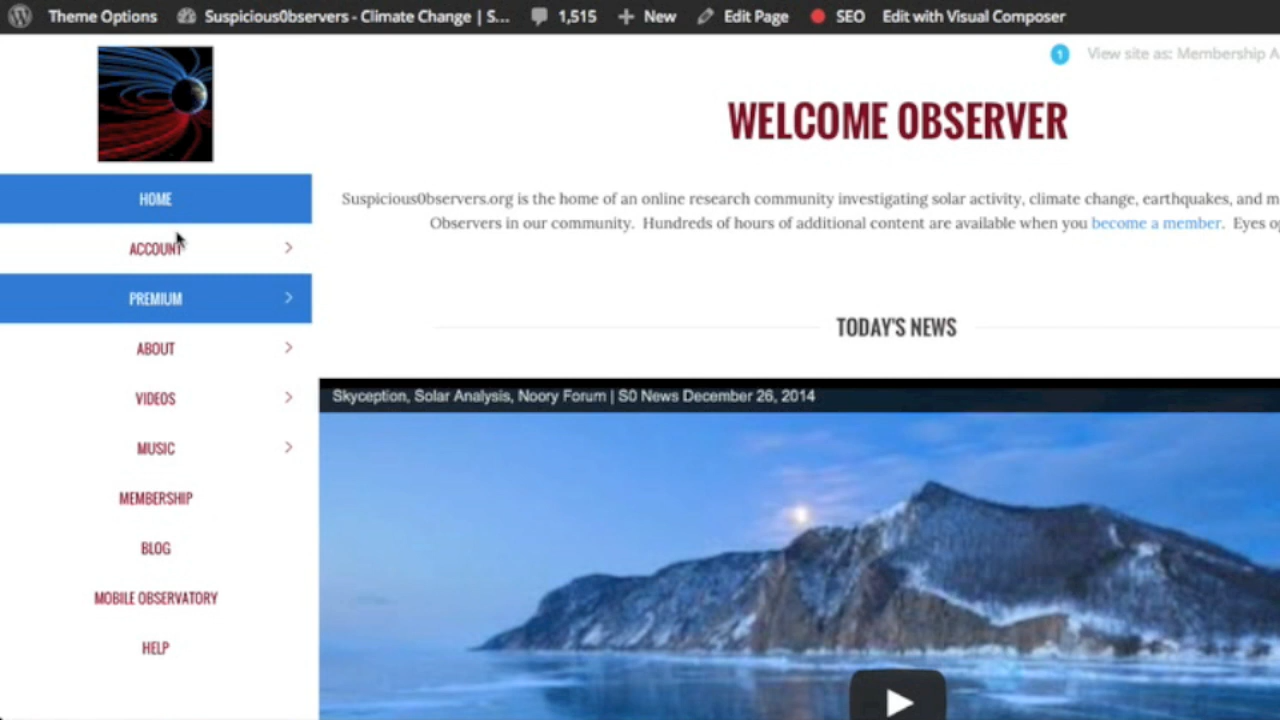 Theme Options Suspicious0bservers - Climate Change | S... 1,515 New Edit Page SEO Edit with Visual Composer
1 View site as: Membership
WELCOME OBSERVER
HOME
ACCOUNT
PREMIUM
ABOUT
VIDEOS
MUSIC
MEMBERSHIP
BLOG
MOBILE OBSERVATORY
HELP
Suspicious0bservers.org is the home of an online research community investigating solar activity, climate change, earthquakes, and
Observers in our community. Hundreds of hours of additional content are available when you become a member. Eyes
TODAY'S NEWS
Skyception, Solar Analysis, Noory Forum | S0 News December 26, 2014